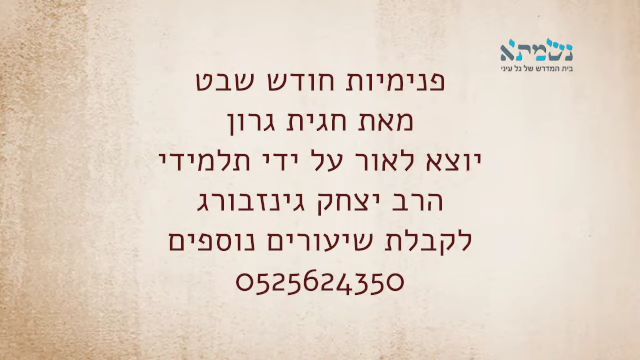 נשמתא
בית המדרש של גל עיני
פנימיות חודש שבט
מאת חגית גרון
יוצא לאור על ידי תלמידי
הרב יצחק גינזבורג
לקבלת שיעורים נוספים
0525624350